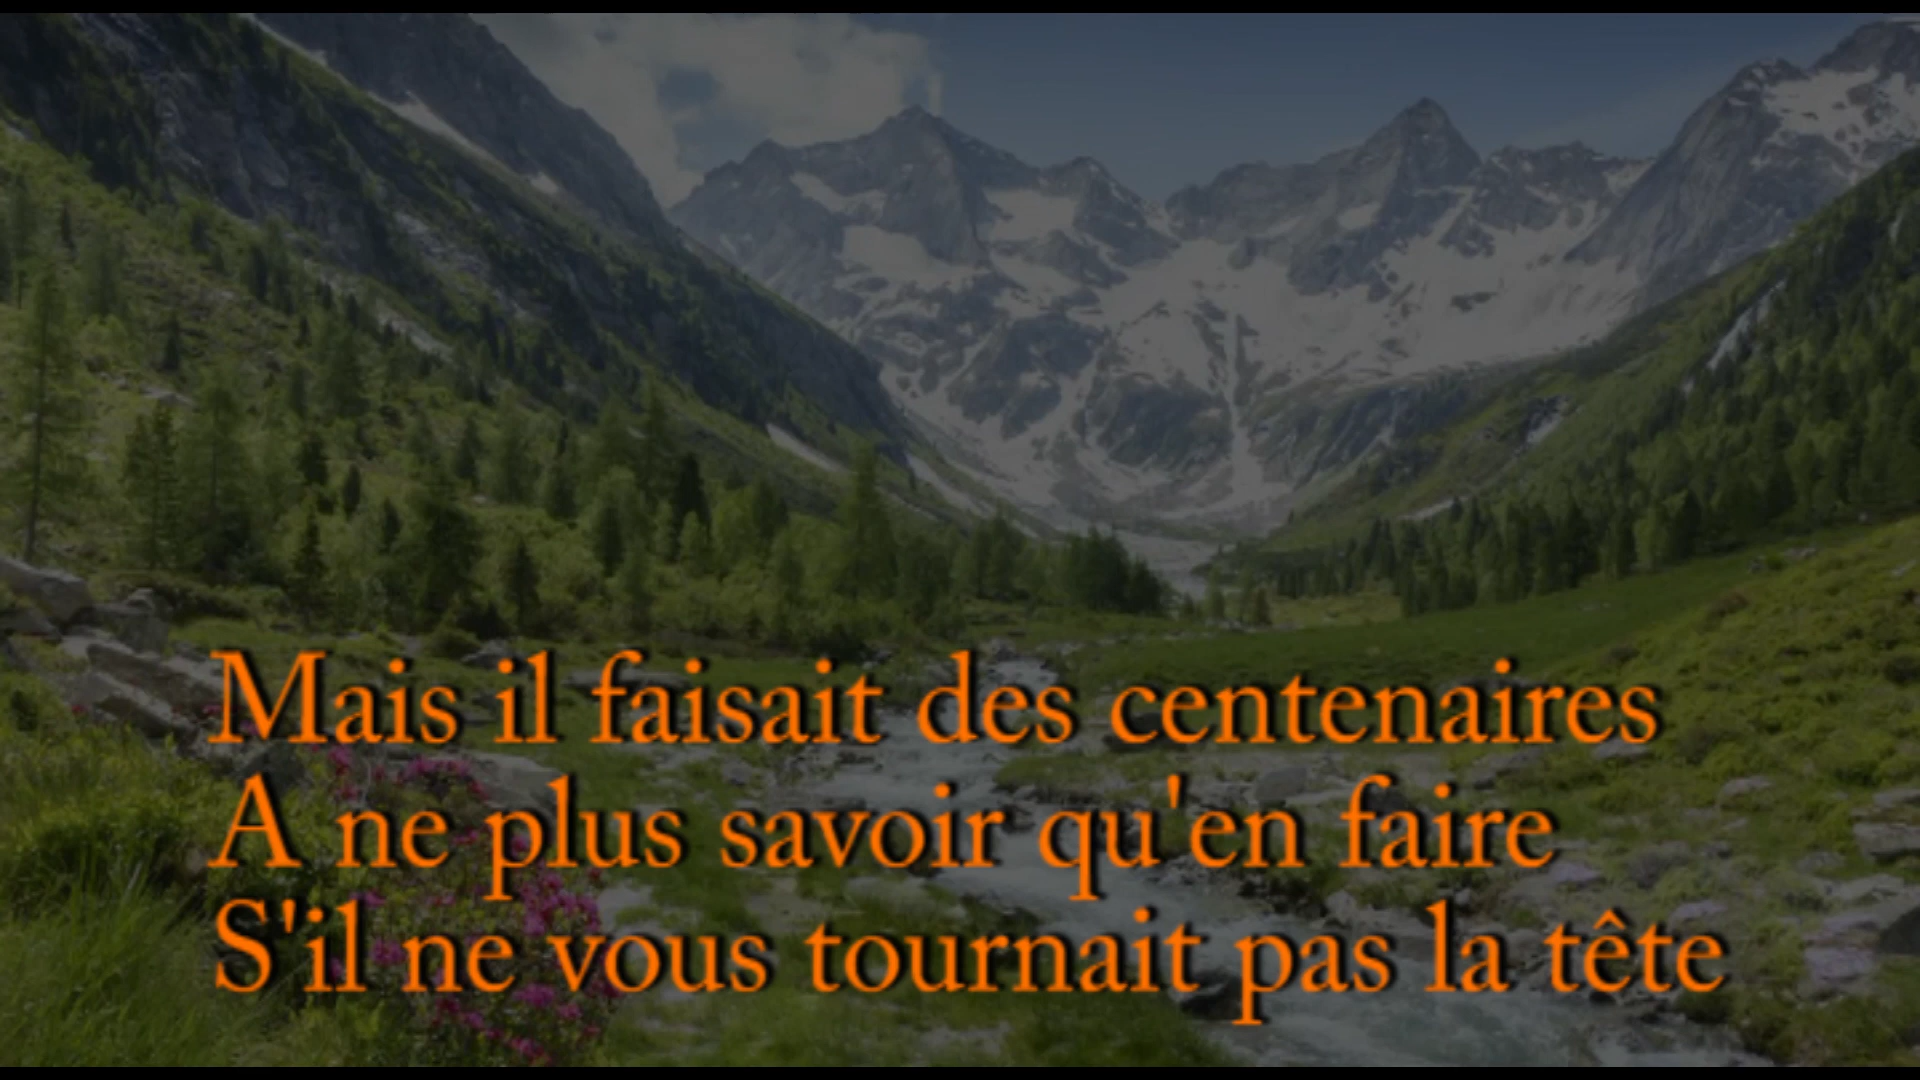 Mais il faisait des centenaires
A ne plus savoir qu'en faire
S'il ne vous tournait pas la tête